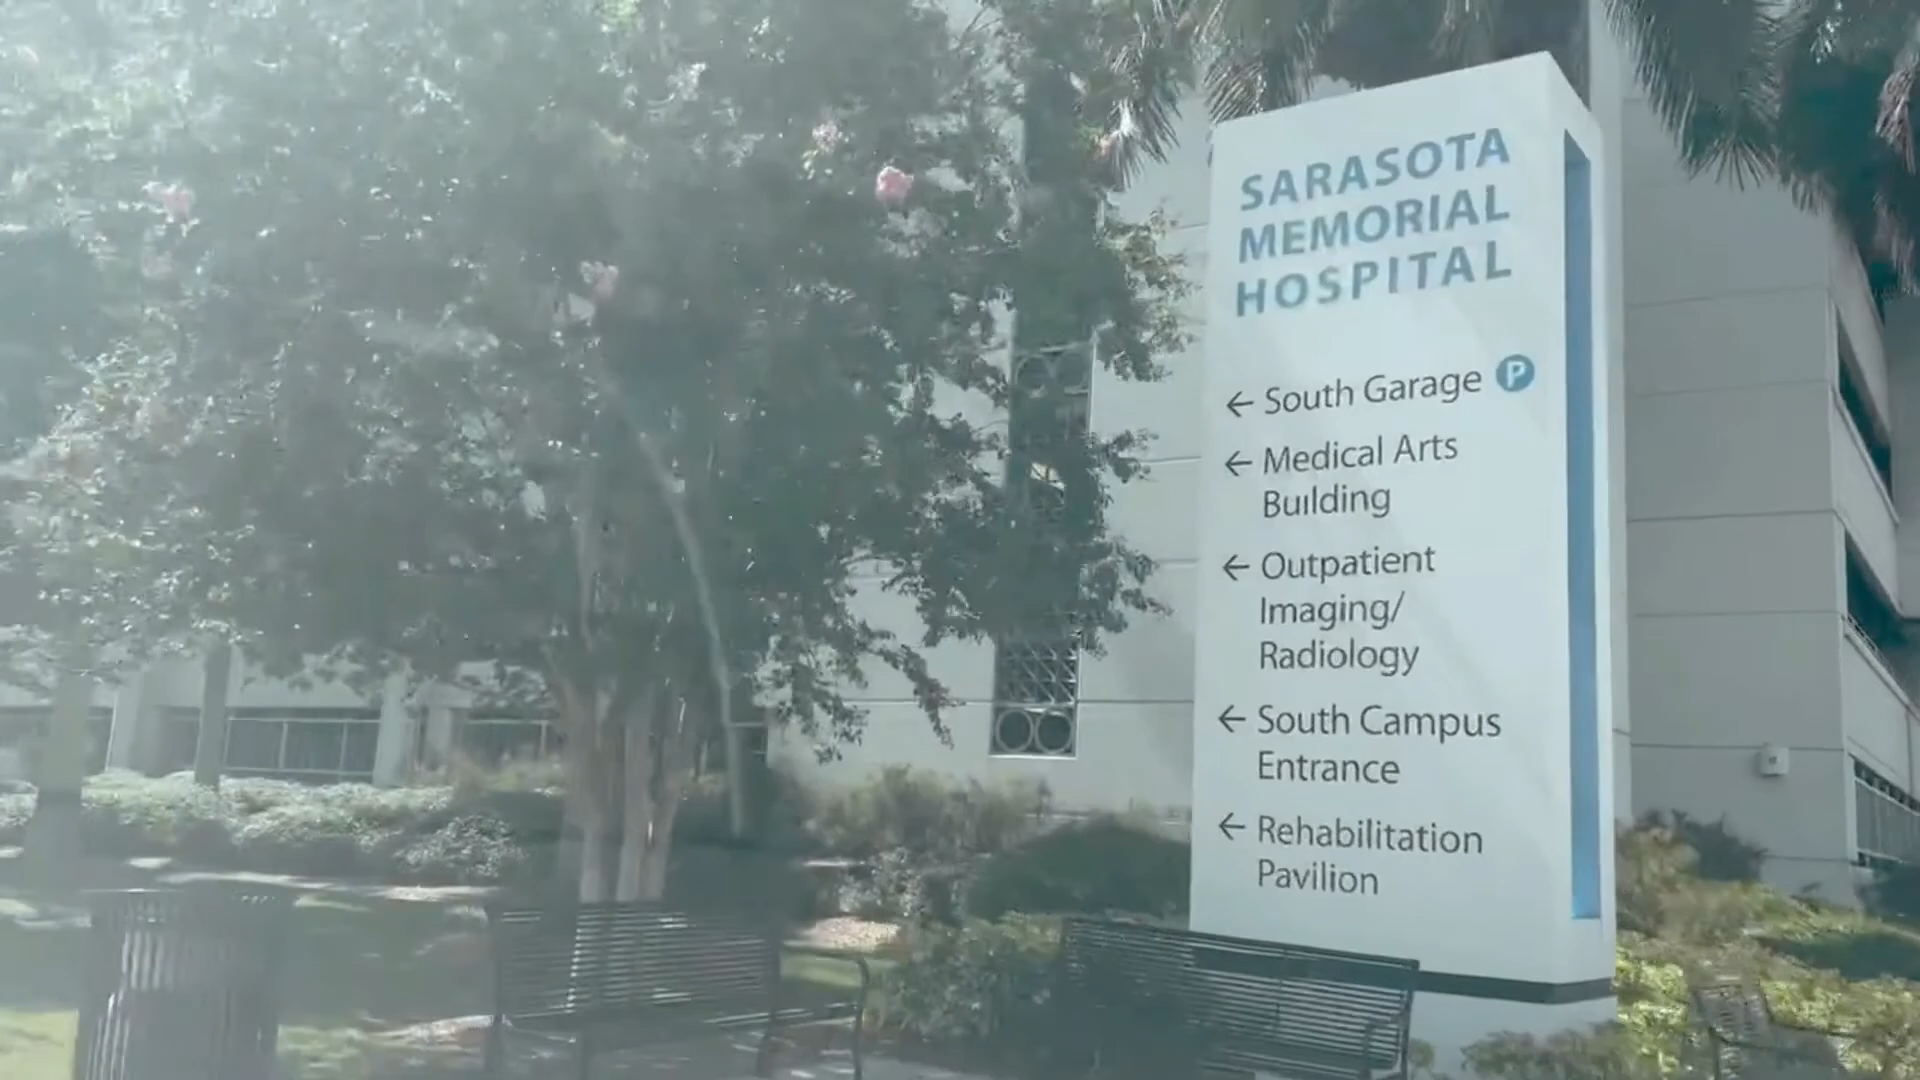 SARASOTA
MEMORIAL
HOSPITAL
← South Garage P
← Medical Arts
Building
← Outpatient
Imaging/
Radiology
← South Campus
Entrance
← Rehabilitation
Pavilion